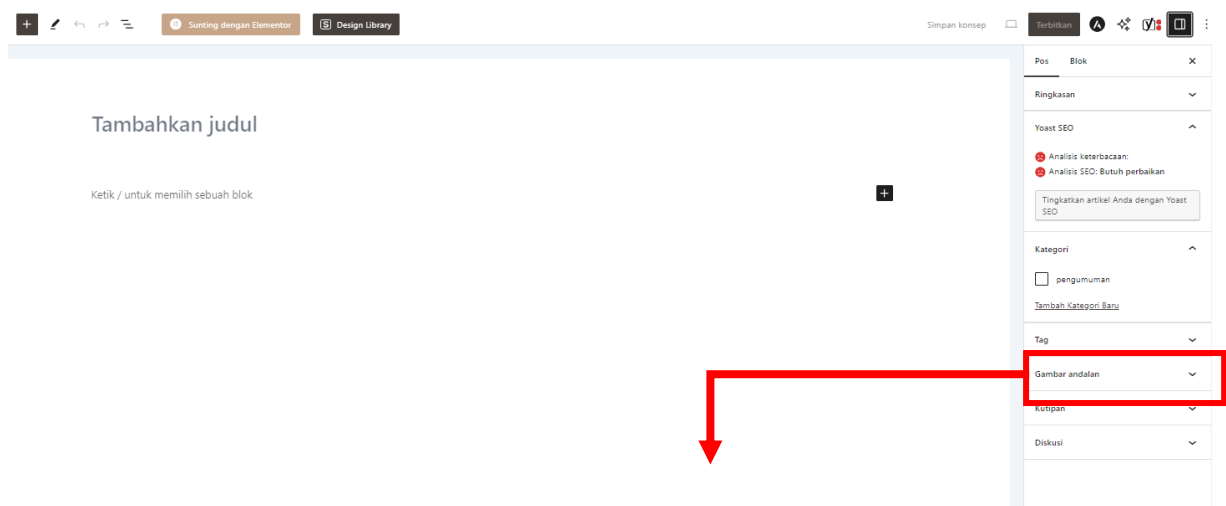 Sunting dengan Elementor
S Design Library
Simpan konsep
Terbitkan
Pos Blok
Ringkasan
Tambahkan judul
Yoast SEO
Analisis keterbacaan:
Analisis SEO: Butuh perbaikan
Ketik / untuk memilih sebuah blok
Tingkatkan artikel Anda dengan Yoast
SEO
Kategori
pengumuman
Tambah Kategori Baru
Tag
Gambar andalan
Kutipan
Diskusi